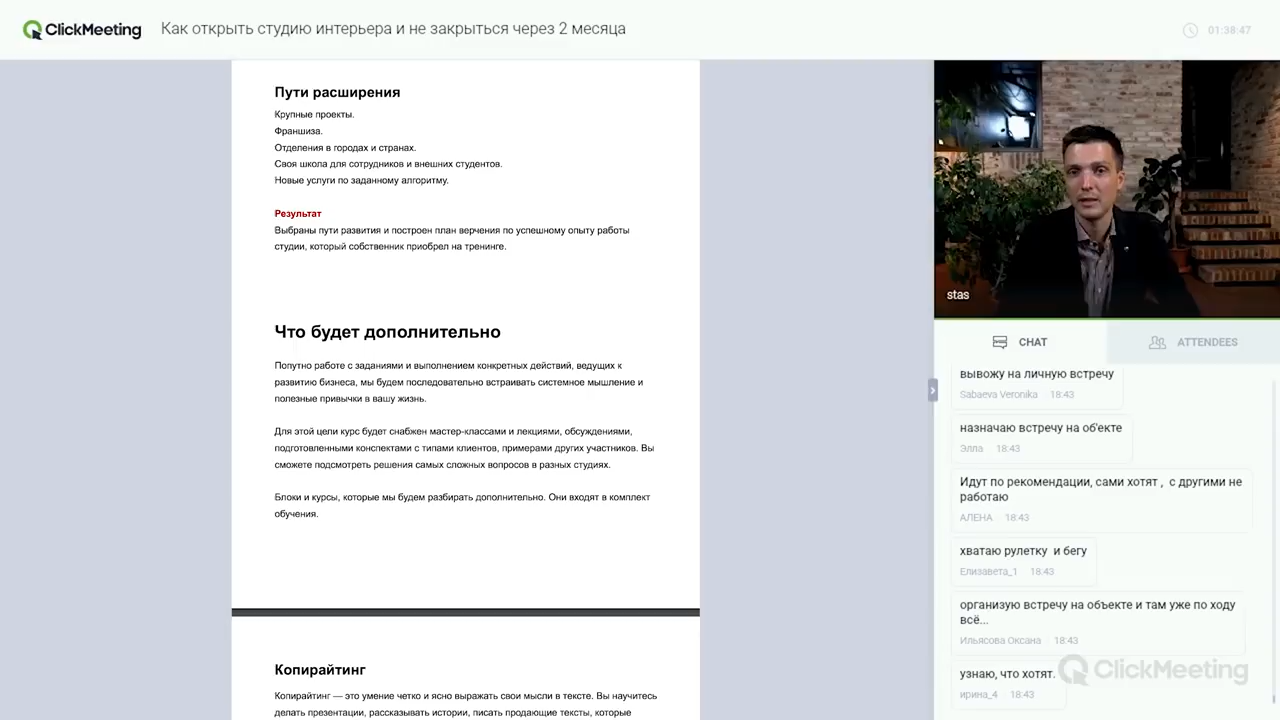 ClickMeeting
Как открыть студию интерьера и не закрыться через 2 месяца
01:38:47
Пути расширения
Крупные проекты.
Франшиза.
Отделения в городах и странах.
Своя школа для сотрудников и внешних студентов.
Новые услуги по заданному алгоритму.
Результат
Выбраны пути развития и построен план верчения по успешному опыту работы
студии, который собственник приобрел на тренинге.
Что будет дополнительно
Попутно работе с заданиями и выполнением конкретных действий, ведущих к
развитию бизнеса, мы будем последовательно встраивать системное мышление и
полезные привычки в вашу жизнь.
Для этой цели курс будет снабжен мастер-классами и лекциями, обсуждениями,
подготовленными конспектами с типами клиентов, примерами других участников. Вы
сможете подсмотреть решения самых сложных вопросов в разных студиях.
Блоки и курсы, которые мы будем разбирать дополнительно. Они входят в комплект
обучения.
Копирайтинг
Копирайтинг — это умение четко и ясно выражать свои мысли в тексте. Вы научитесь
делать презентации, рассказывать истории, писать продающие тексты, которые
stas
CHAT
ATTENDEES
вывожу на личную встречу
Sabaeva Veronika 18:43
назначаю встречу на об'екте
Элла 18:43
Идут по рекомендации, сами хотят , с другими не
работаю
АЛЕНА 18:43
хватаю рулетку и бегу
Елизавета_1 18:43
организую встречу на объекте и там уже по ходу
всё...
Ильясова Оксана 18:43
узнаю, что хотят.
ирина_4 18:43
ClickMeeting